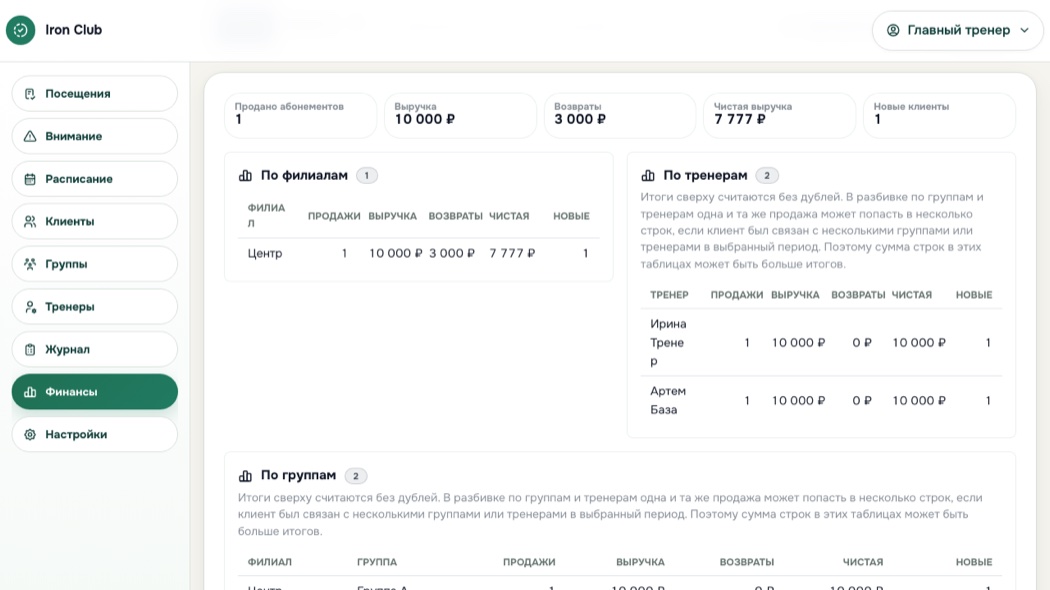 Iron Club
Главный тренер
Посещения
Внимание
Расписание
Клиенты
Группы
Тренеры
Журнал
Финансы
Настройки
Продано абонементов
1
Выручка
10 000 ₽
Возвраты
3 000 ₽
Чистая выручка
7 777 ₽
Новые клиенты
1
По филиалам 1
ФИЛИА
Л
ПРОДАЖИ ВЫРУЧКА ВОЗВРАТЫ ЧИСТАЯ НОВЫЕ
Центр 1 10 000 ₽ 3 000 ₽ 7 777 ₽ 1
По тренерам 2
Итоги сверху считаются без дублей. В разбивке по группам и
тренерам одна и та же продажа может попасть в несколько
строк, если клиент был связан с несколькими группами или
тренерами в выбранный период. Поэтому сумма строк в этих
таблицах может быть больше итогов.
ТРЕНЕР ПРОДАЖИ ВЫРУЧКА ВОЗВРАТЫ ЧИСТАЯ НОВЫЕ
Ирина
Трене
р
1 10 000 ₽ 0 ₽ 10 000 ₽ 1
Артем
База
1 10 000 ₽ 0 ₽ 10 000 ₽ 1
По группам 2
Итоги сверху считаются без дублей. В разбивке по группам и тренерам одна и та же продажа может попасть в несколько строк, если
клиент был связан с несколькими группами или тренерами в выбранный период. Поэтому сумма строк в этих таблицах может быть
больше итогов.
ФИЛИАЛ ГРУППА ПРОДАЖИ ВЫРУЧКА ВОЗВРАТЫ ЧИСТАЯ НОВЫЕ